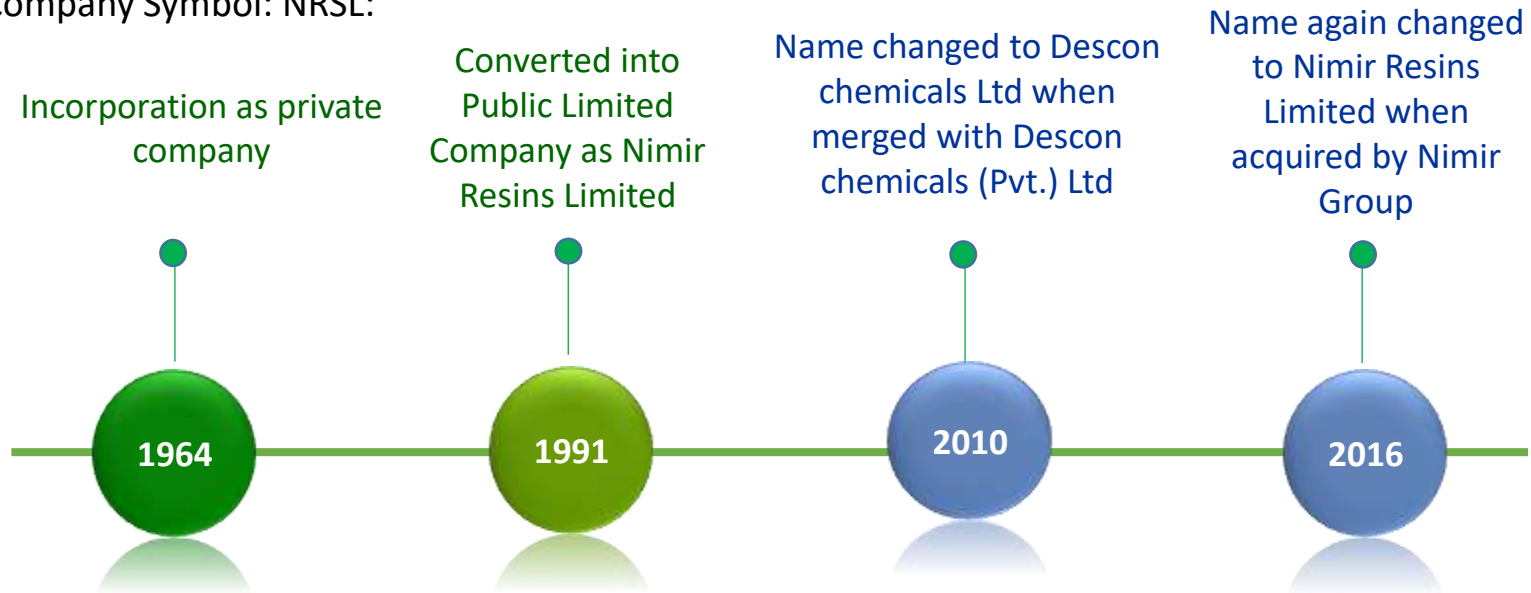 Company Symbol: NRSL:
Incorporation as private
company
Converted into
Public Limited
Company as Nimir
Resins Limited
Name changed to Descon
chemicals Ltd when
merged with Descon
chemicals (Pvt.) Ltd
Name again changed
to Nimir Resins
Limited when
acquired by Nimir
Group
1964
1991
2010
2016